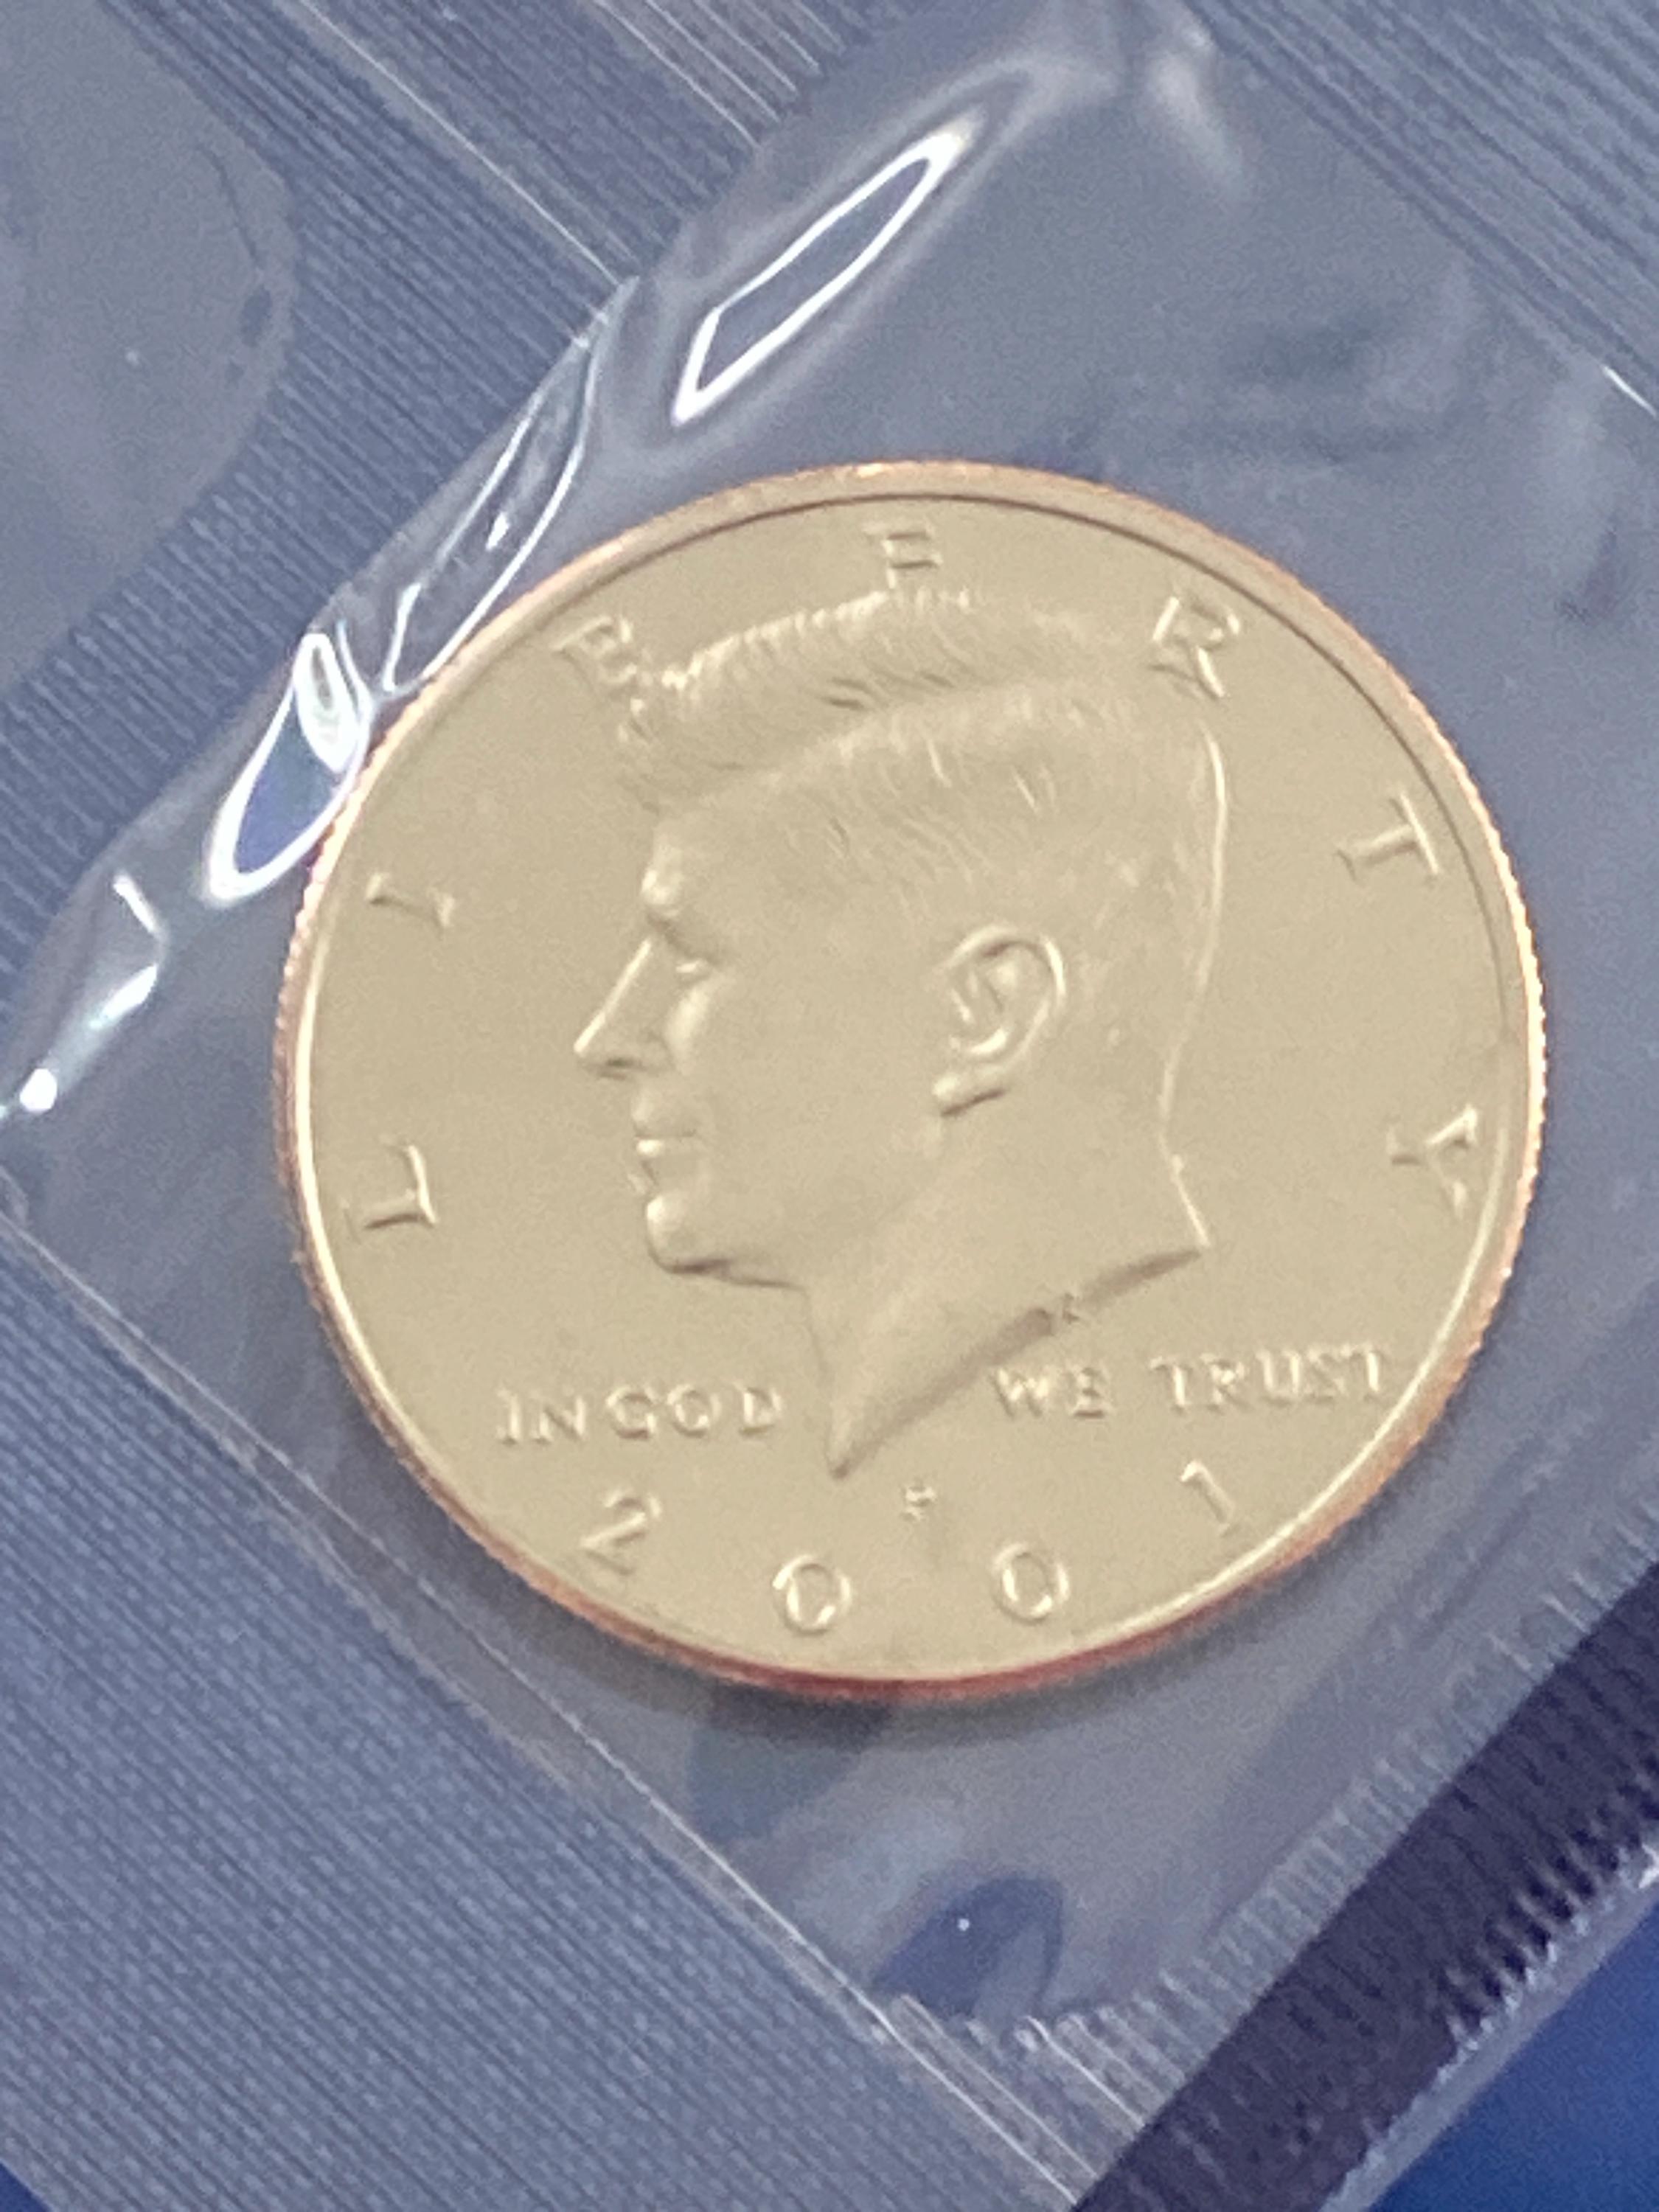 LIBERTY
IN GOD WE TRUST
P
2001